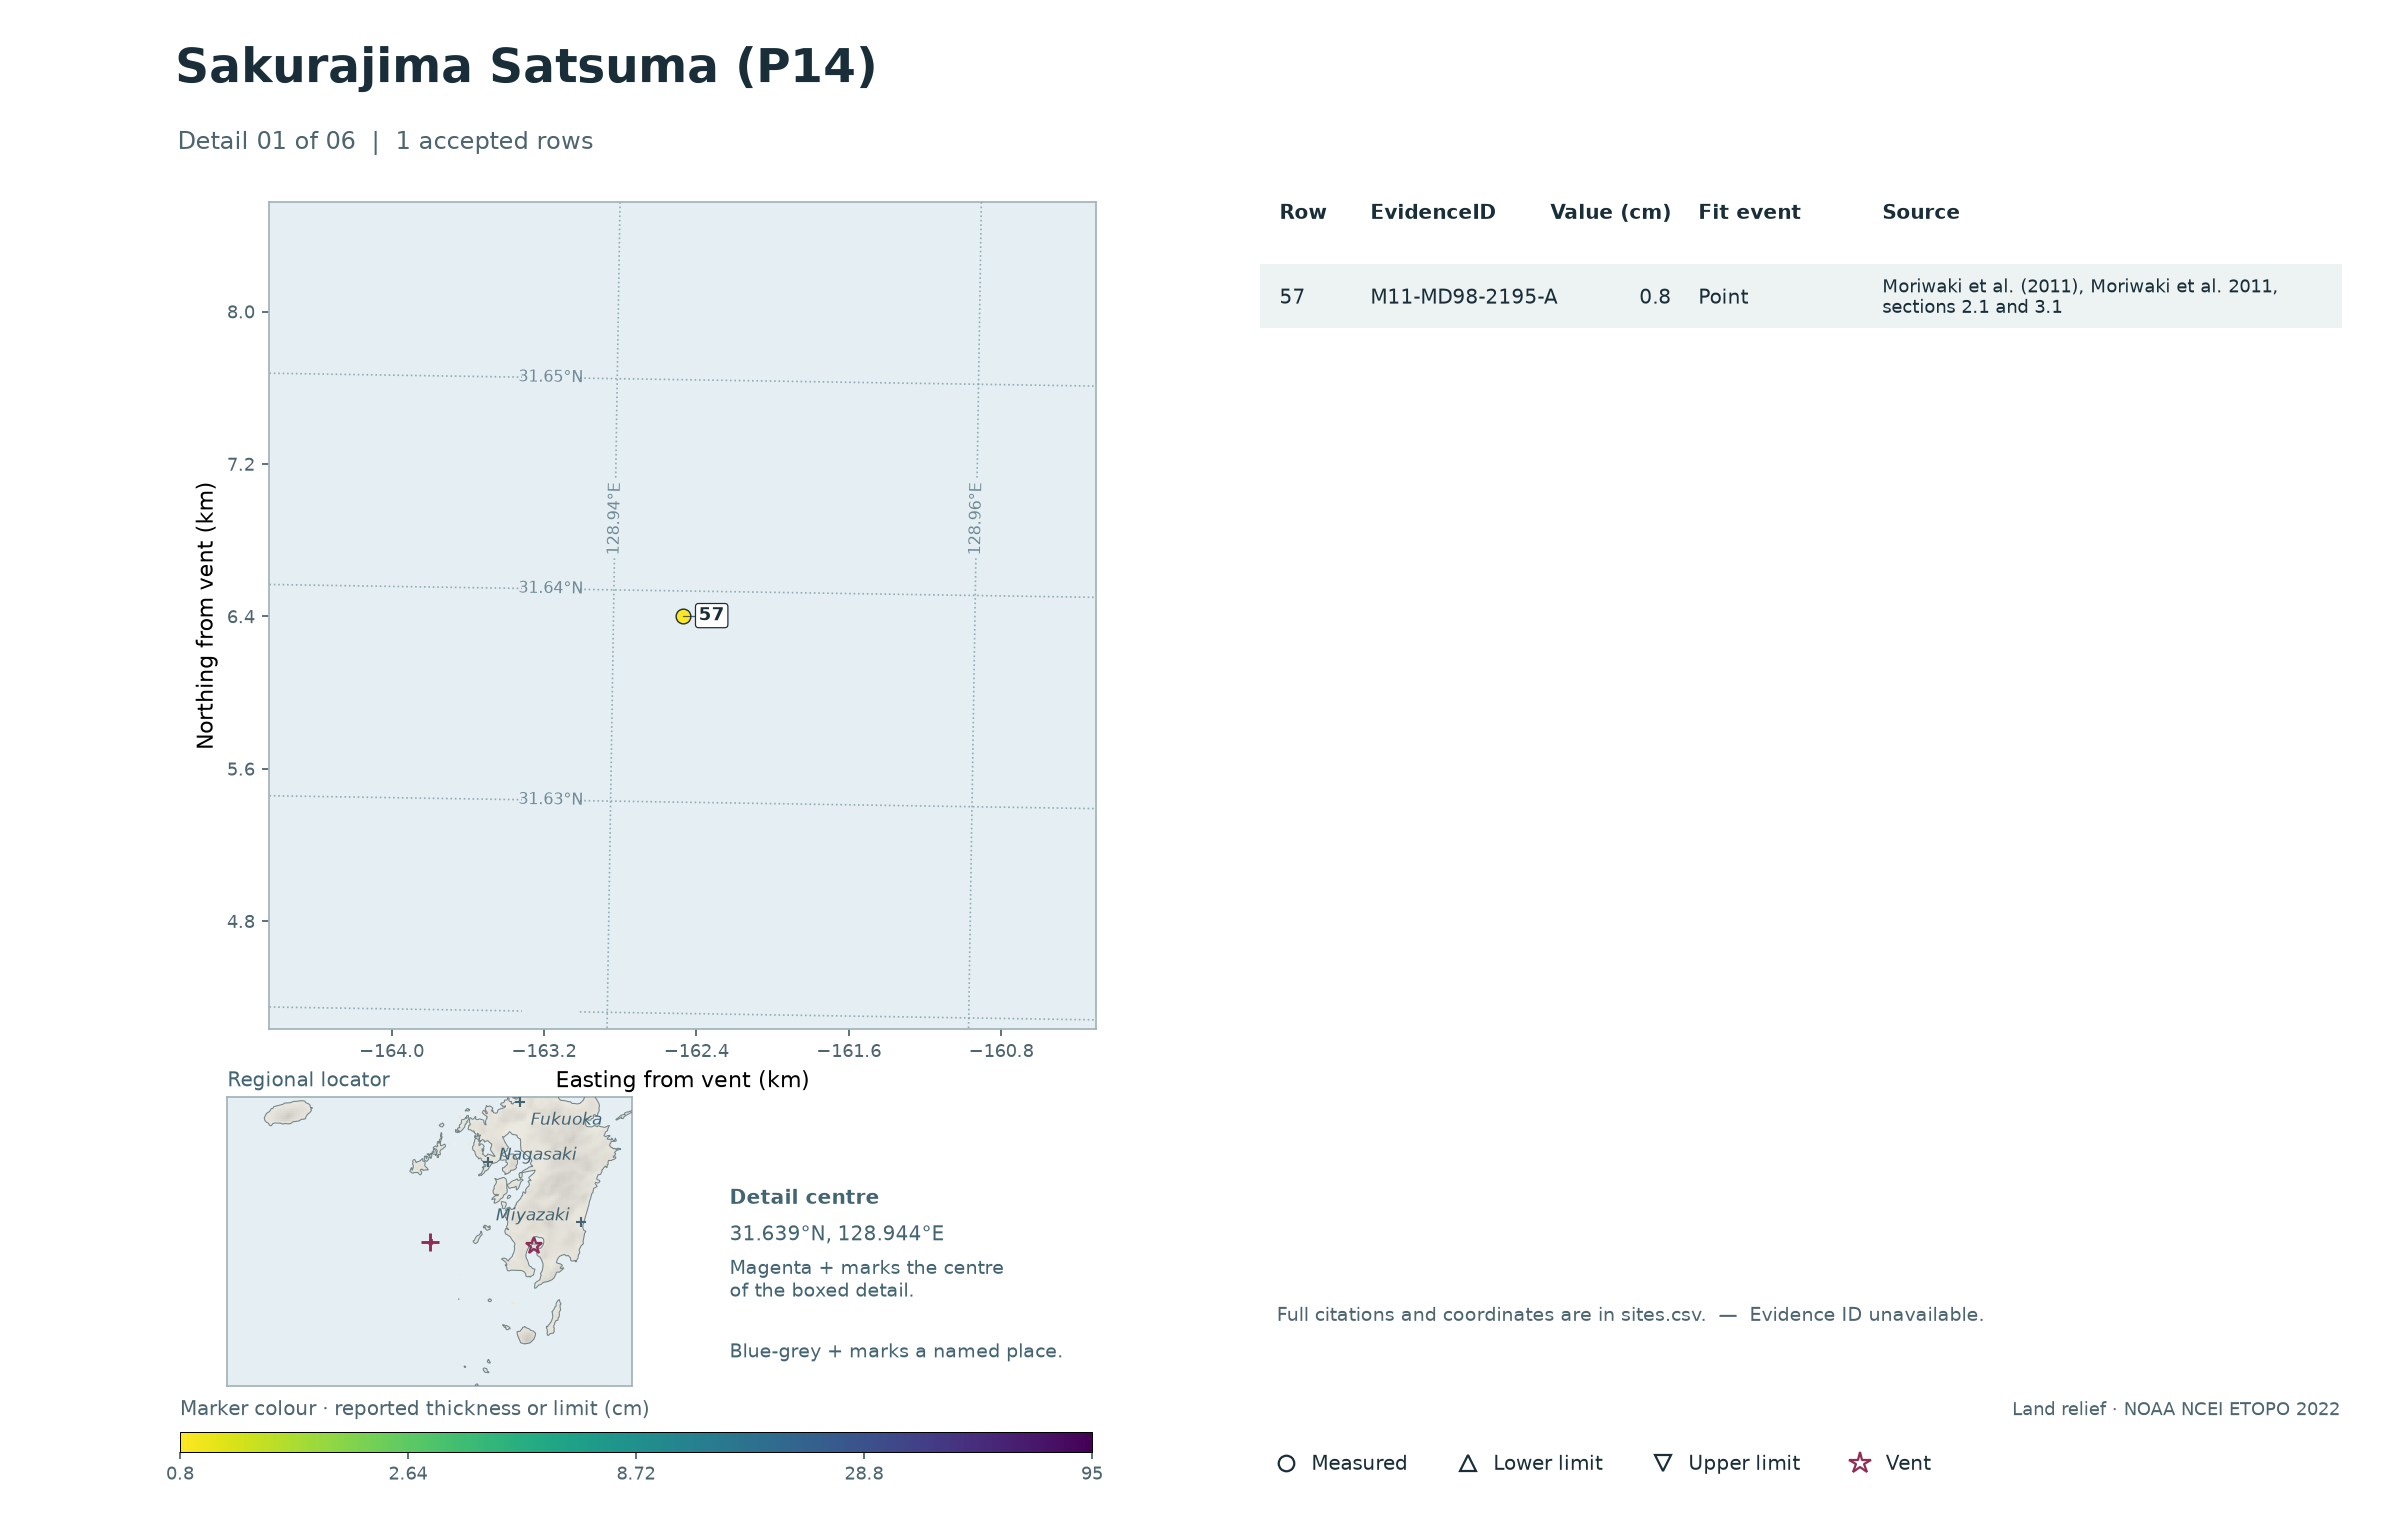 Sakurajima Satsuma (P14)
Detail 01 of 06  |  1 accepted rows
Row EvidenceID Value (cm) Fit event Source
57 M11-MD98-2195-A 0.8 Point Moriwaki et al. (2011), Moriwaki et al. 2011,
sections 2.1 and 3.1
Northing from vent (km)
8.0
7.2
6.4
5.6
4.8
31.65°N
31.64°N
31.63°N
128.94°E
128.96°E
57
−164.0 −163.2 −162.4 −161.6 −160.8
Easting from vent (km)
Regional locator
Fukuoka
Nagasaki
Miyazaki
Detail centre
31.639°N, 128.944°E
Magenta + marks the centre
of the boxed detail.
Blue-grey + marks a named place.
Full citations and coordinates are in sites.csv.  —  Evidence ID unavailable.
Marker colour · reported thickness or limit (cm)
0.8 2.64 8.72 28.8 95
Land relief · NOAA NCEI ETOPO 2022
Measured Lower limit Upper limit Vent